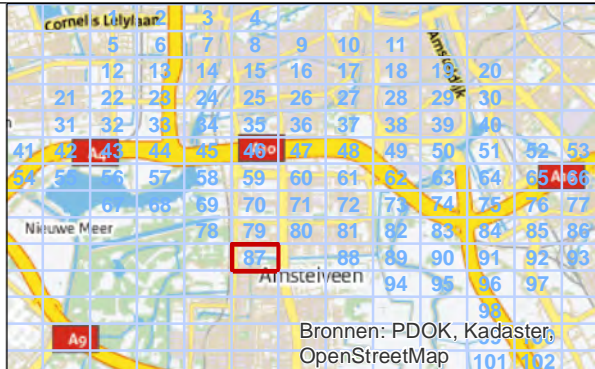 Cornelis Lelylaan 1 2 3 4
5 6 7 8 9 10 11
Amsteldijk
12 13 14 15 16 17 18 19 20
21 22 23 24 25 26 27 28 29 30
31 32 33 34 35 36 37 38 39 40
41 42 43 44 45 46 47 48 49 50 51 52 53
54 55 56 57 58 59 60 61 62 63 64 65 66
67 68 69 70 71 72 73 74 75 76 77
Nieuwe Meer 78 79 80 81 82 83 84 85 86
87 88 89 90 91 92 93
Amstelveen
94 95 96 97
98
A9
Bronnen: PDOK, Kadaster,
OpenStreetMap
101 102